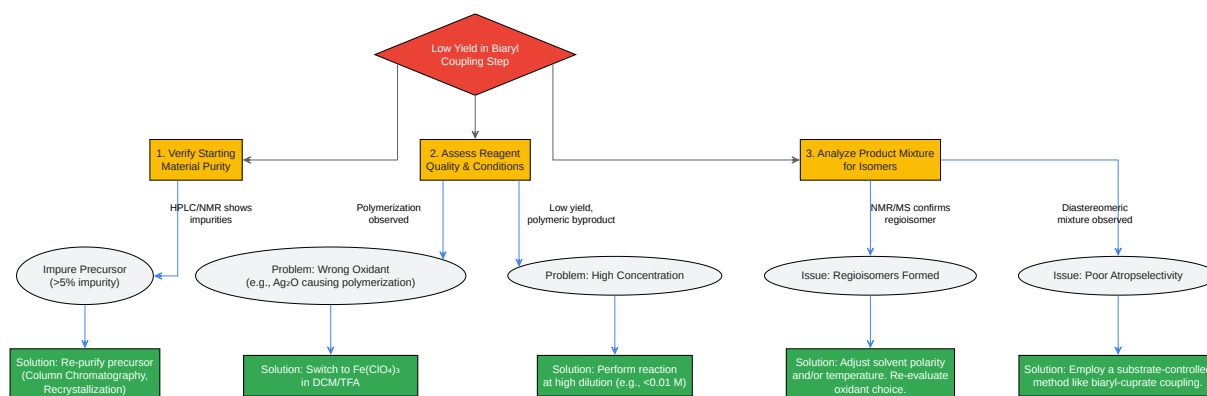 Low Yield in Biaryl
Coupling Step
1. Verify Starting
Material Purity
2. Assess Reagent
Quality & Conditions
3. Analyze Product Mixture
for Isomers
HPLC/NMR shows
impurities
Polymerization
observed
Low yield,
polymeric byproduct
NMR/MS confirms
regioisomer
Diastereomeric
mixture observed
Impure Precursor
(>5% impurity)
Problem: Wrong Oxidant
(e.g., Ag₂O causing polymerization)
Problem: High Concentration
Issue: Regioisomers Formed
Issue: Poor Atropselectivity
Solution: Re-purify precursor
(Column Chromatography,
Recrystallization)
Solution: Switch to Fe(ClO₄)₃
in DCM/TFA
Solution: Perform reaction
at high dilution (e.g., <0.01 M)
Solution: Adjust solvent polarity
and/or temperature. Re-evaluate
oxidant choice.
Solution: Employ a substrate-controlled
method like biaryl-cuprate coupling.